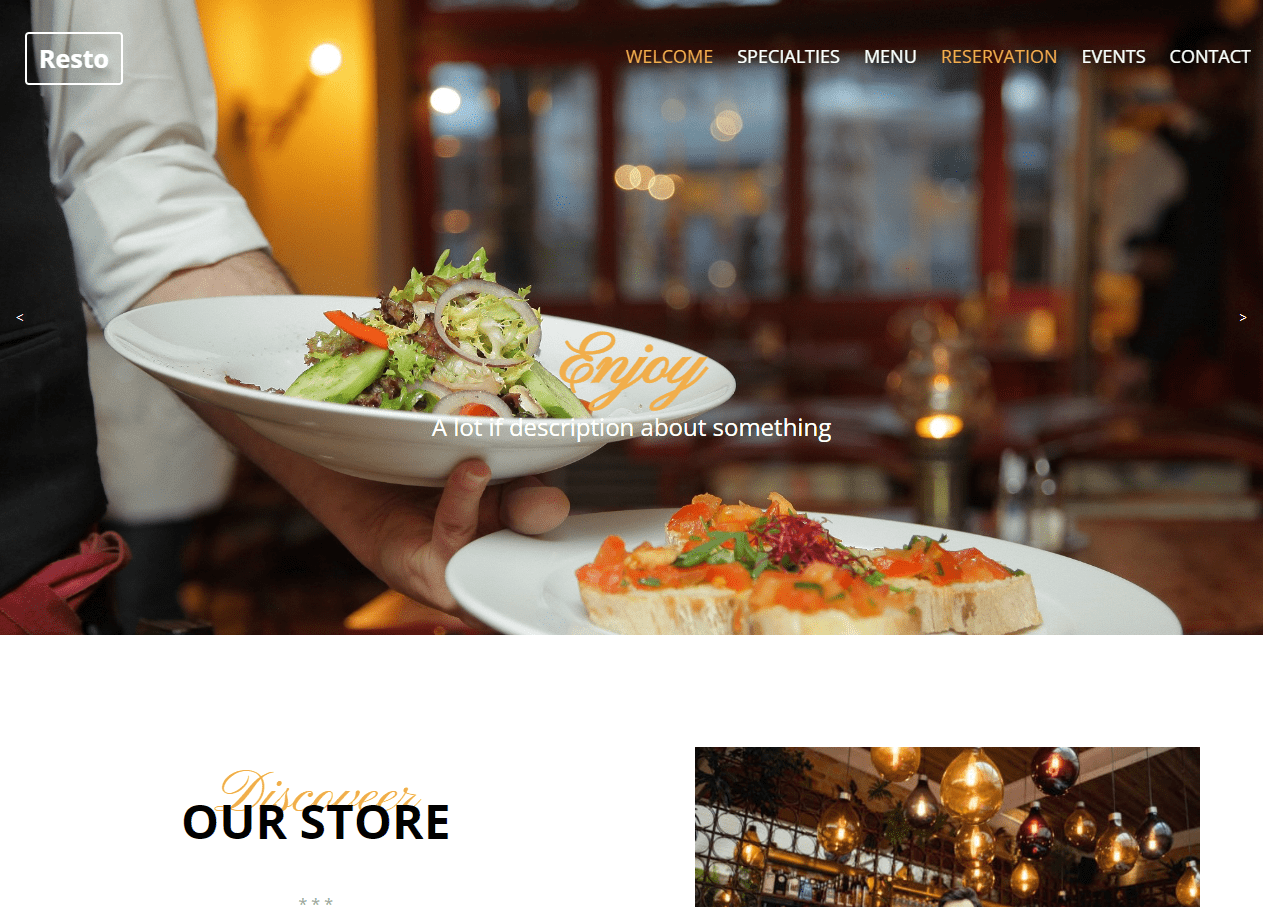 Resto
WELCOME SPECIALTIES MENU RESERVATION EVENTS CONTACT
< >
Enjoy
A lot if description about something
Discoveer
OUR STORE
* * *